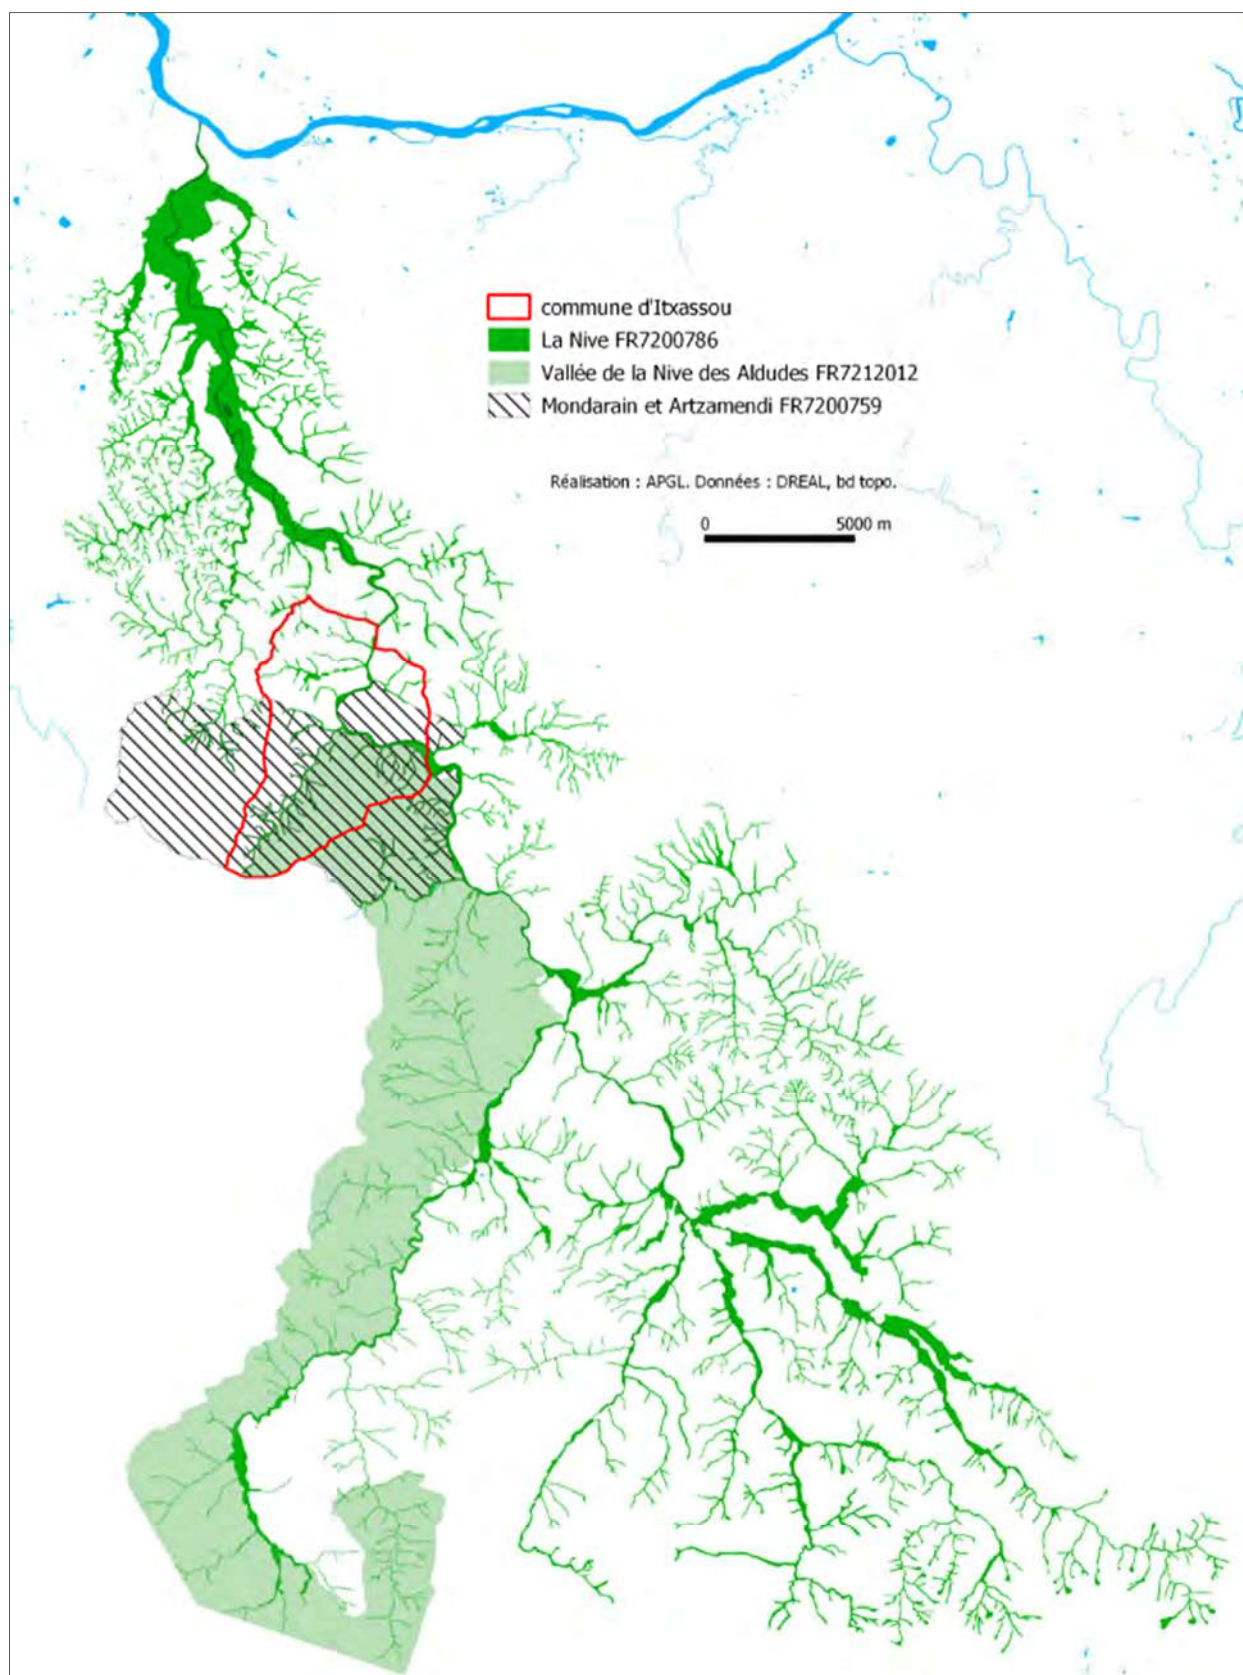 commune d'Itxassou
La Nive FR7200786
Vallée de la Nive des Aldudes FR7212012
Mondarain et Artzamendi FR7200759
Réalisation : APGL. Données : DREAL, bd topo.
0 5000 m